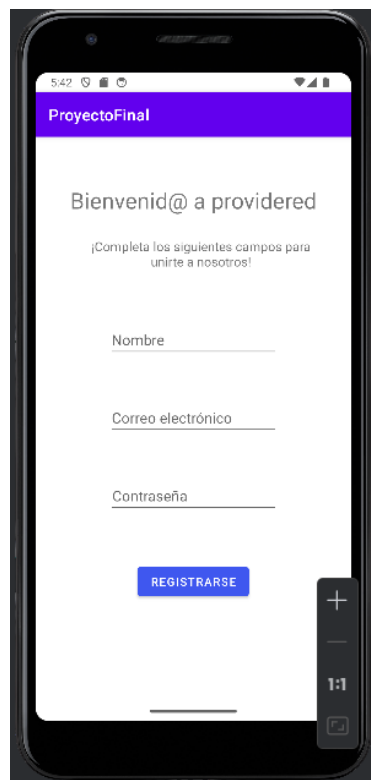 5:42
ProyectoFinal
Bienvenid@ a providered
¡Completa los siguientes campos para
unirte a nosotros!
Nombre
Correo electrónico
Contraseña
REGISTRARSE
1:1